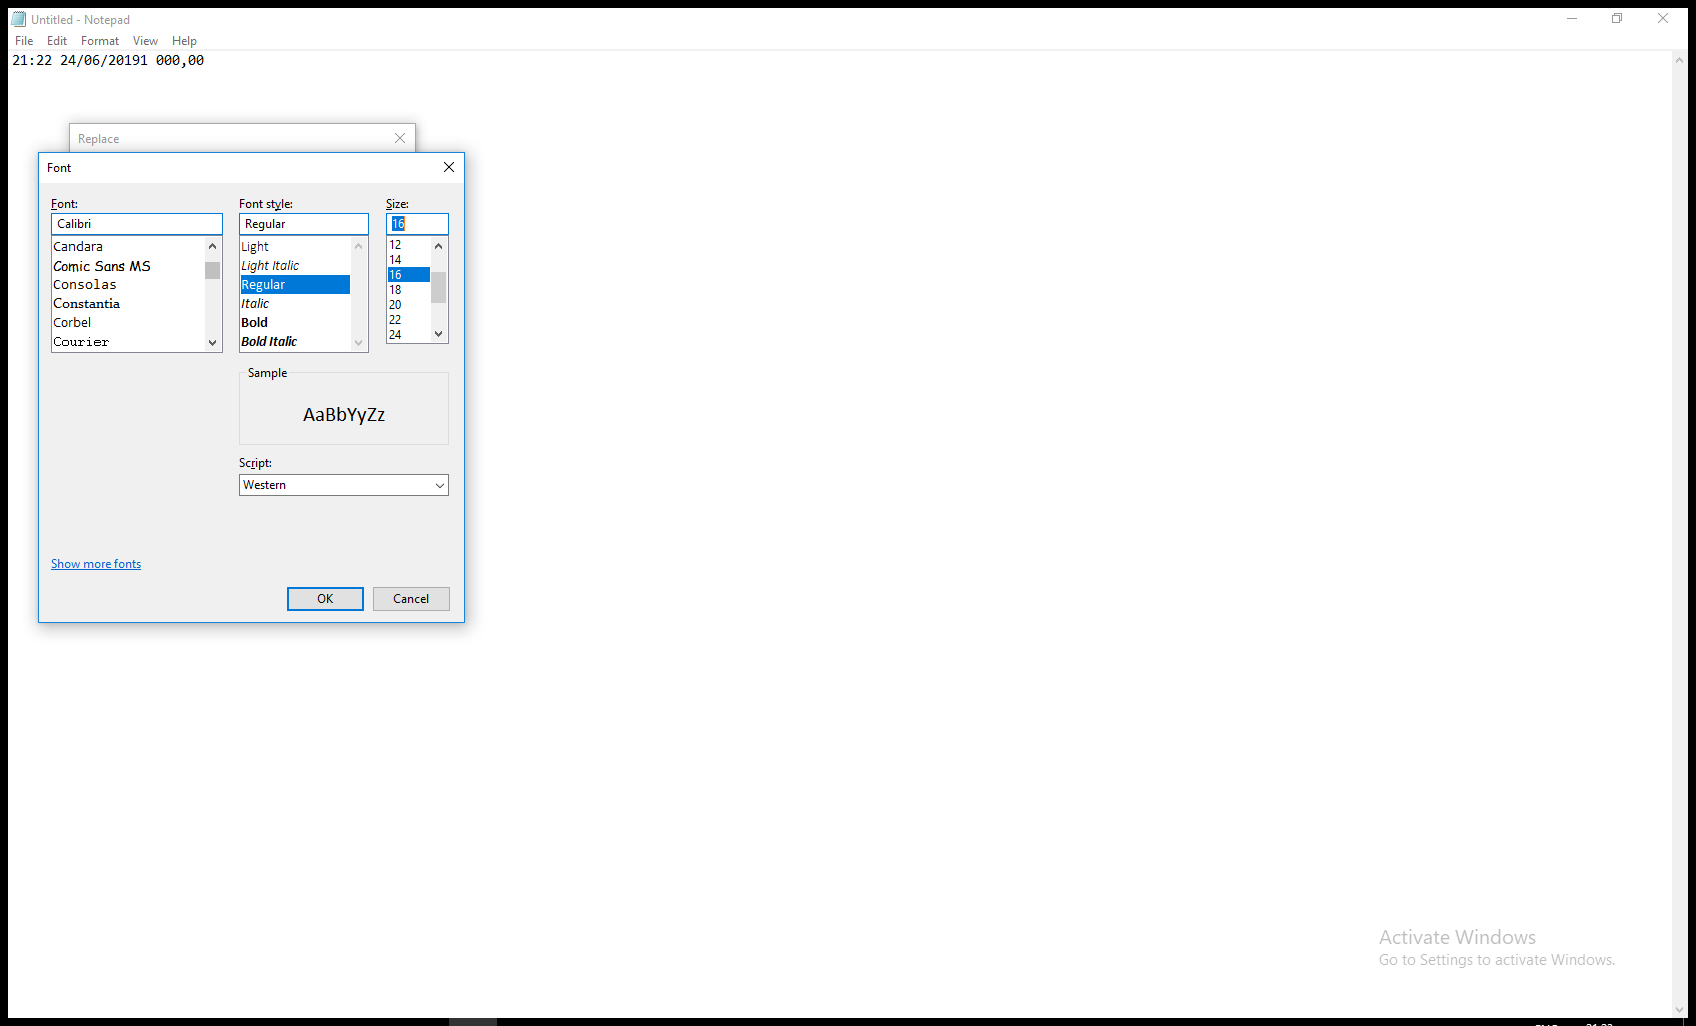 Untitled - Notepad
File Edit Format View Help
21:22 24/06/20191 000,00
Replace
Font
Font: Font style: Size:
Calibri Regular 16
Candara
Comic Sans MS
Consolas
Constantia
Corbel
Courier
Light
Light Italic
Regular
Italic
Bold
Bold Italic
12
14
16
18
20
22
24
Sample
AaBbYyZz
Script:
Western
Show more fonts
OK Cancel
Activate Windows
Go to Settings to activate Windows.